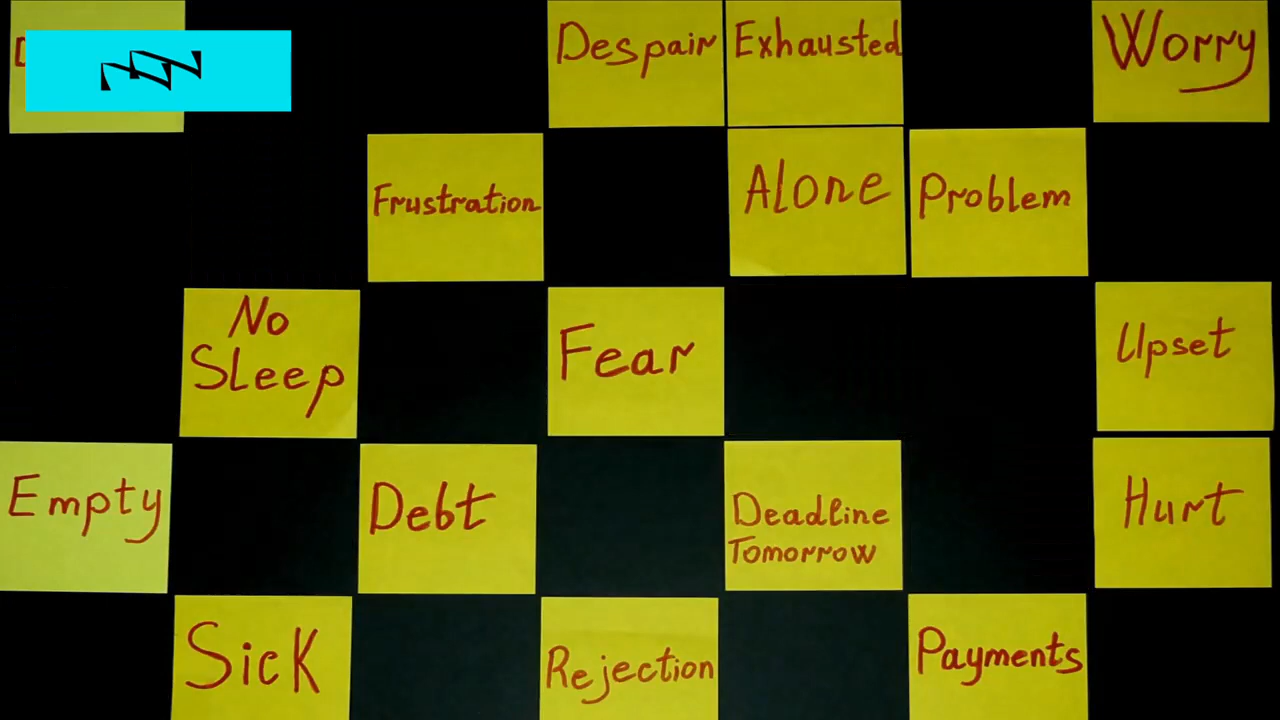 Despair
Exhausted
Worry
Frustration
Alone
Problem
No
Sleep
Fear
Upset
Empty
Debt
Deadline
Tomorrow
Hurt
Sick
Rejection
Payments